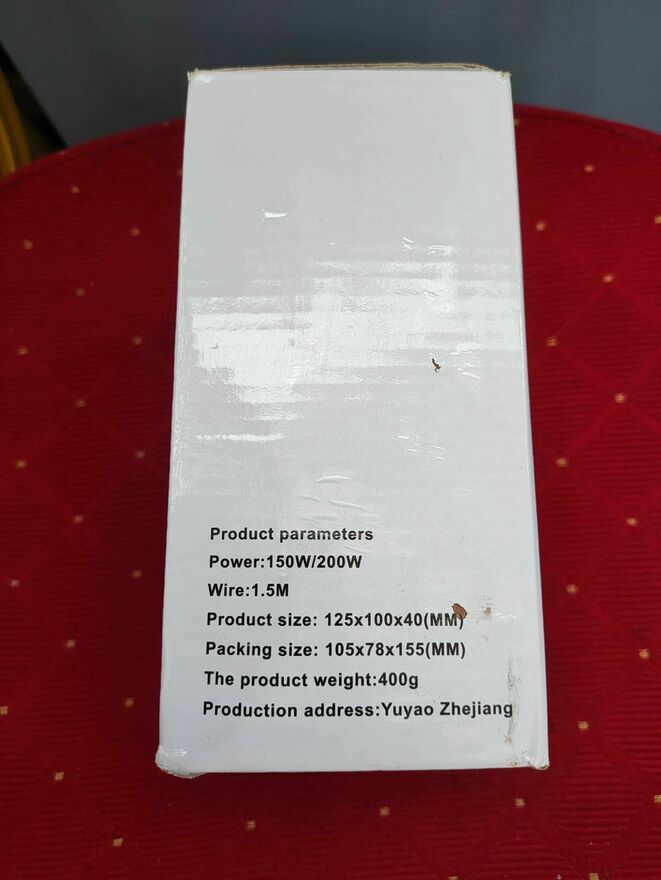 Product parameters
Power:150W/200W
Wire:1.5M
Product size: 125x100x40(MM)
Packing size: 105x78x155(MM)
The product weight:400g
Production address:Yuyao Zhejiang